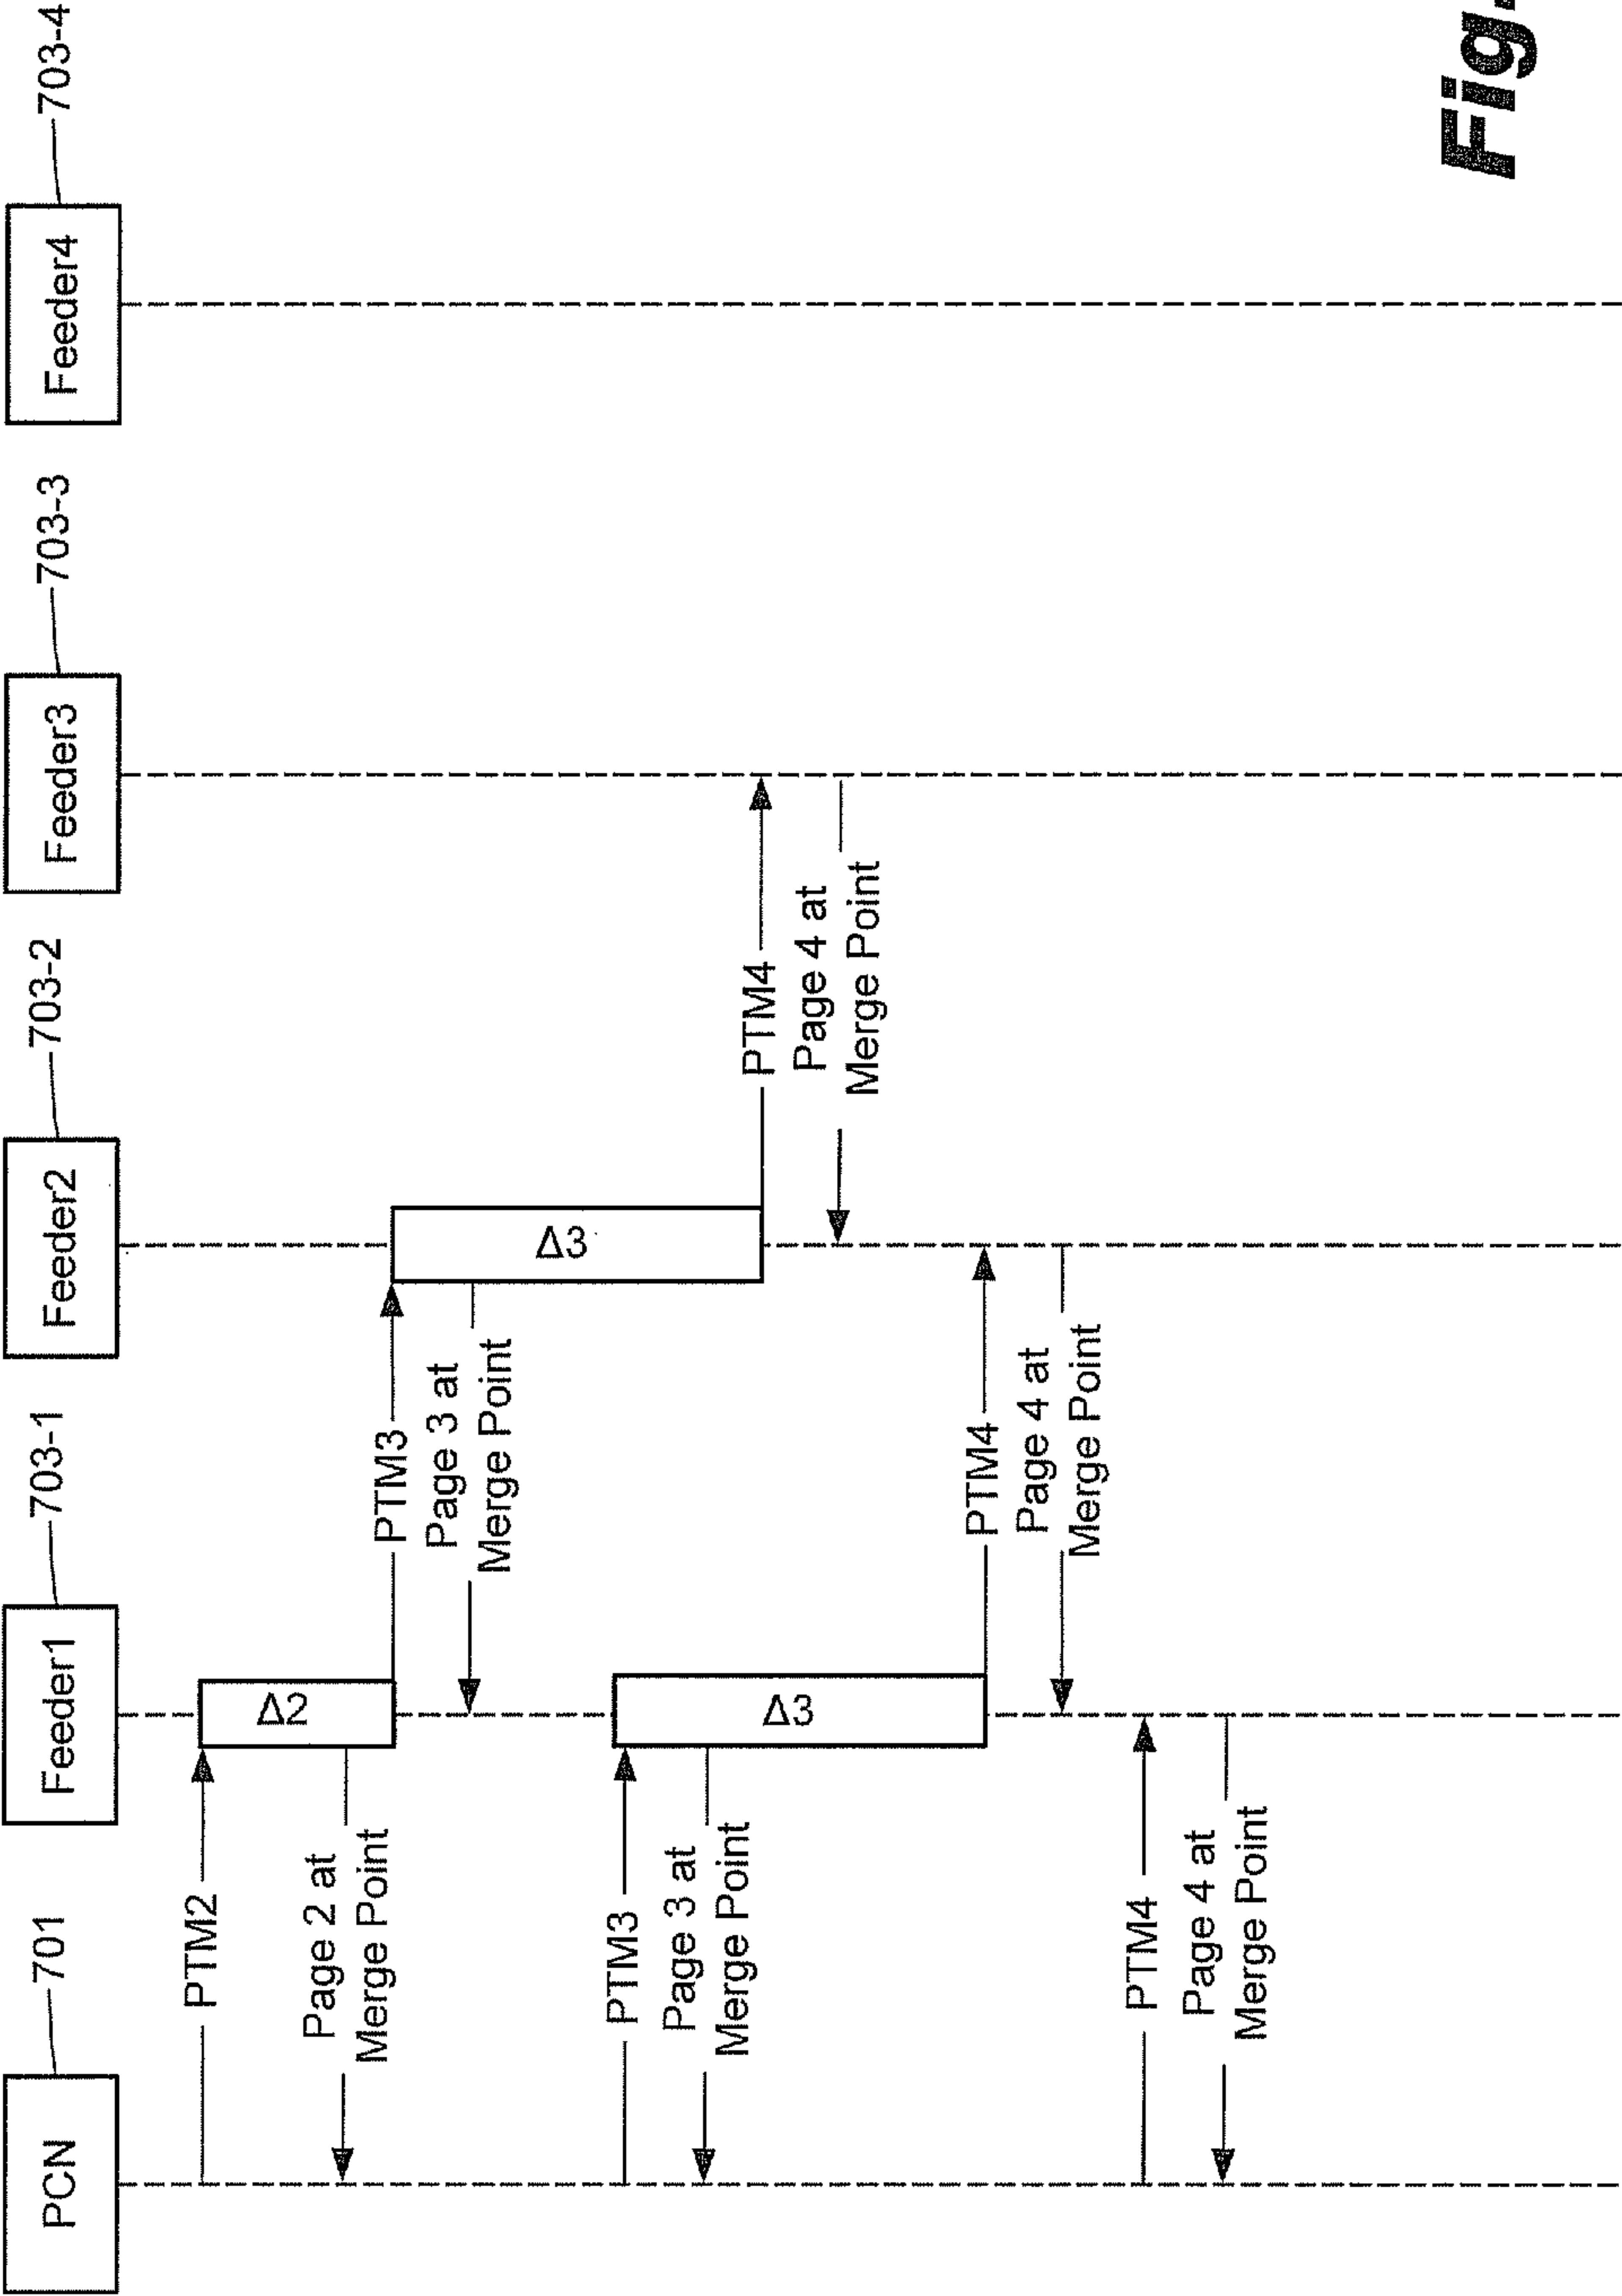 PCN
701
Feeder1
703-1
Feeder2
703-2
Feeder3
703-3
Feeder4
703-4
PTM2
Δ2
Page 2 at
Merge Point
PTM3
Page 3 at
Merge Point
Δ3
PTM3
Page 3 at
Merge Point
Δ3
PTM4
Page 4 at
Merge Point
PTM4
Page 4 at
Merge Point
PTM4
Page 4 at
Merge Point
Fig.